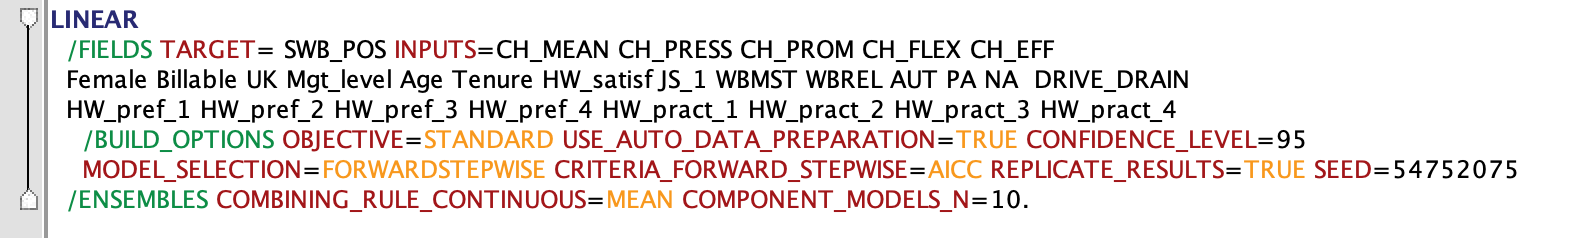 LINEAR
/FIELDS TARGET= SWB_POS INPUTS=CH_MEAN CH_PRESS CH_PROM CH_FLEX CH_EFF
Female Billable UK Mgt_level Age Tenure HW_satisf JS_1 WBMST WBREL AUT PA NA  DRIVE_DRAIN
HW_pref_1 HW_pref_2 HW_pref_3 HW_pref_4 HW_pract_1 HW_pract_2 HW_pract_3 HW_pract_4
/BUILD_OPTIONS OBJECTIVE=STANDARD USE_AUTO_DATA_PREPARATION=TRUE CONFIDENCE_LEVEL=95
MODEL_SELECTION=FORWARDSTEPWISE CRITERIA_FORWARD_STEPWISE=AICC REPLICATE_RESULTS=TRUE SEED=54752075
/ENSEMBLES COMBINING_RULE_CONTINUOUS=MEAN COMPONENT_MODELS_N=10.